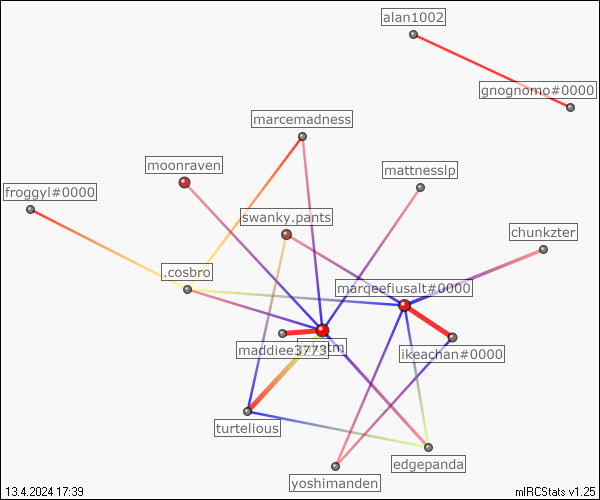 alan1002
gnognomo#0000
marcemadness
moonraven
mattnesslp
froggyl#0000
swanky.pants
chunkzter
.cosbro
marqeefiusalt#0000
maddiee3773
ikeachan#0000
turtelious
edgepanda
yoshimanden
13.4.2024 17:39
mIRCStats v1.25